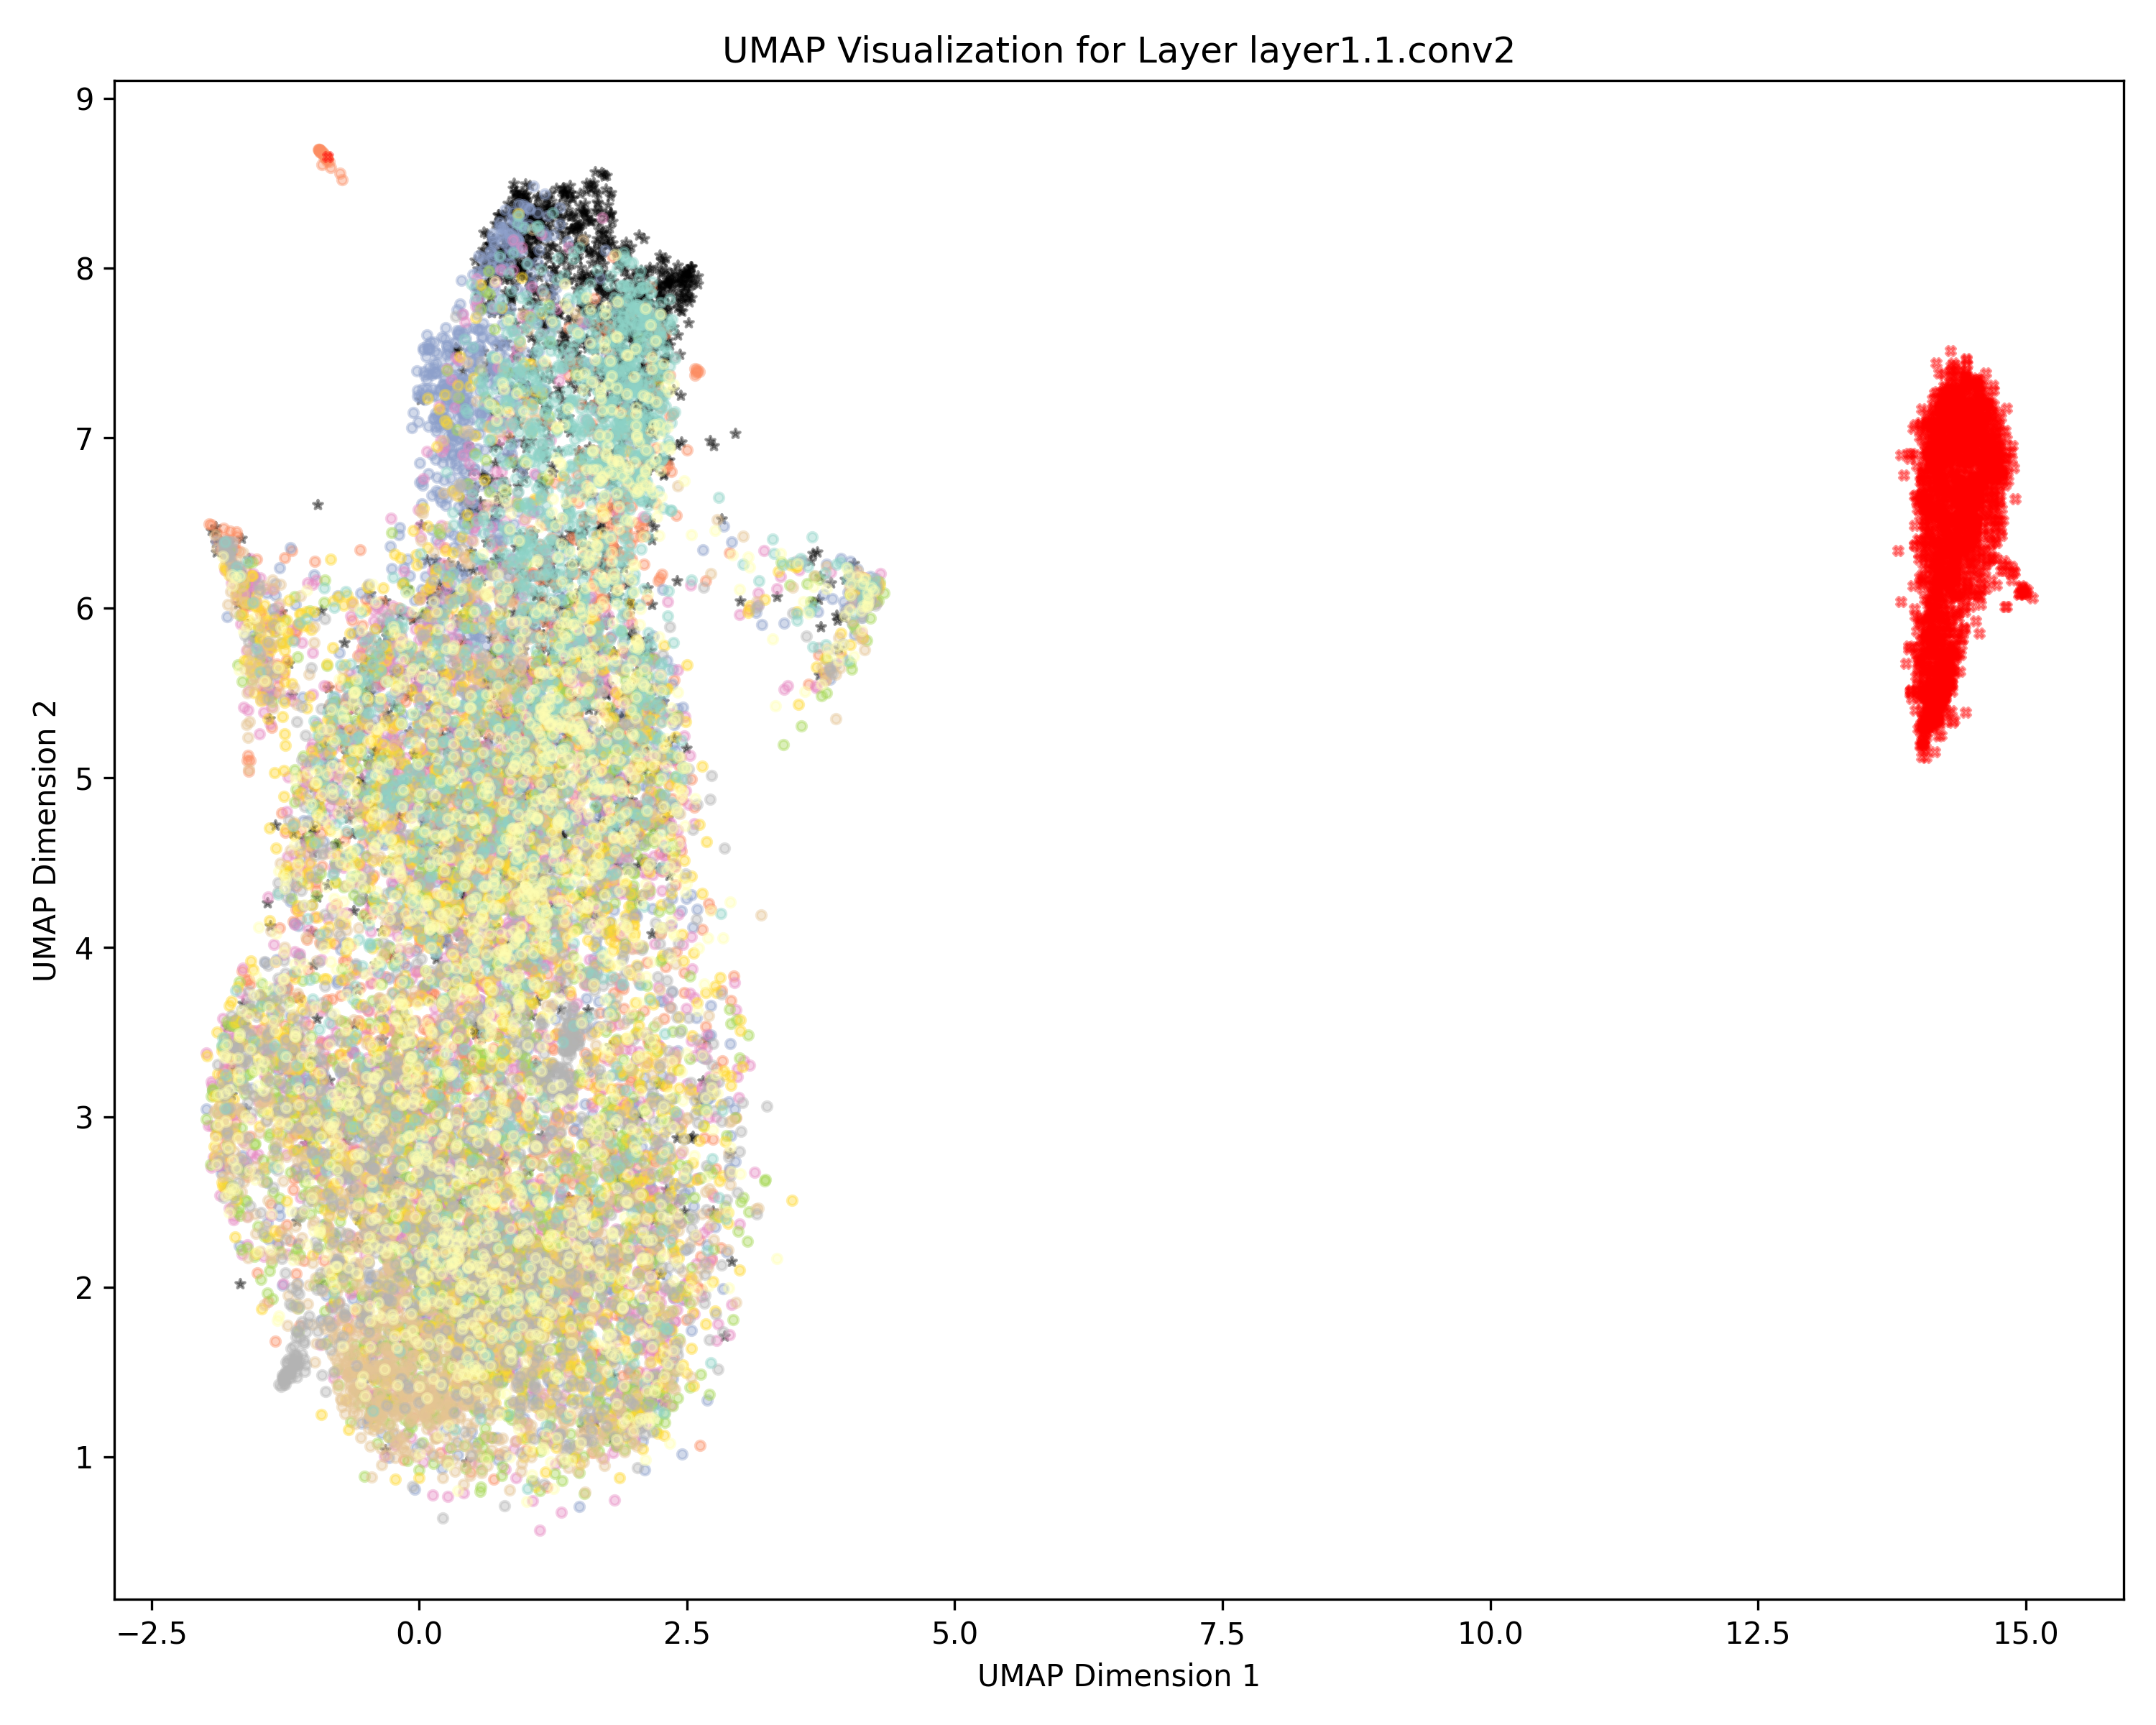 UMAP Visualization for Layer layer1.1.conv2
9
8
7
6
5
4
3
2
1
UMAP Dimension 2
−2.5 0.0 2.5 5.0 7.5 10.0 12.5 15.0
UMAP Dimension 1